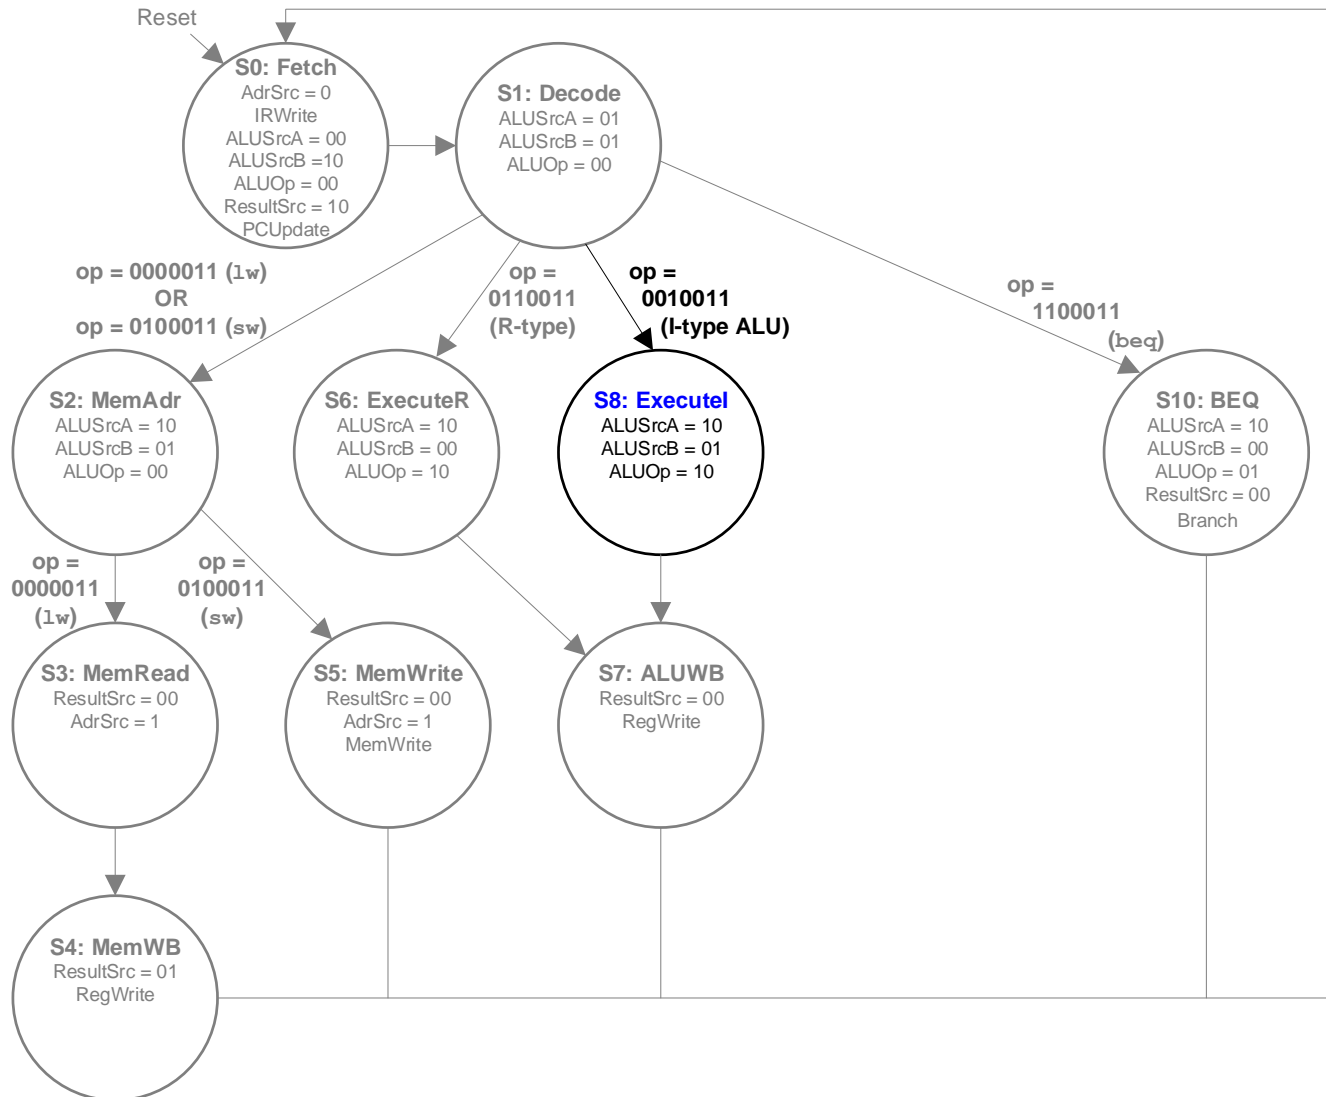 Reset
S0: Fetch
AdrSrc = 0
IRWrite
ALUSrcA = 00
ALUSrcB =10
ALUOp = 00
ResultSrc = 10
PCUpdate
S1: Decode
ALUSrcA = 01
ALUSrcB = 01
ALUOp = 00
op = 0000011 (lw)
OR
op = 0100011 (sw)
op =
0110011
(R-type)
op =
0010011
(I-type ALU)
op =
1100011
(beq)
S2: MemAdr
ALUSrcA = 10
ALUSrcB = 01
ALUOp = 00
S6: ExecuteR
ALUSrcA = 10
ALUSrcB = 00
ALUOp = 10
S8: ExecuteI
ALUSrcA = 10
ALUSrcB = 01
ALUOp = 10
S10: BEQ
ALUSrcA = 10
ALUSrcB = 00
ALUOp = 01
ResultSrc = 00
Branch
op =
0000011
(lw)
op =
0100011
(sw)
S3: MemRead
ResultSrc = 00
AdrSrc = 1
S5: MemWrite
ResultSrc = 00
AdrSrc = 1
MemWrite
S7: ALUWB
ResultSrc = 00
RegWrite
S4: MemWB
ResultSrc = 01
RegWrite